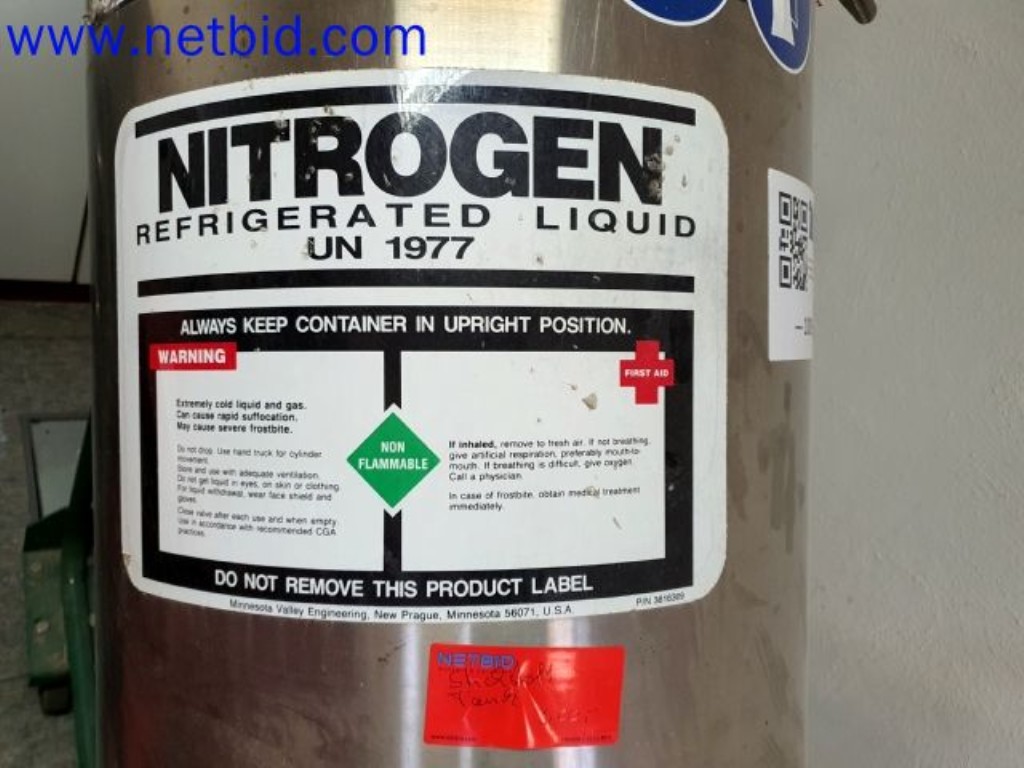 www.netbid.com
NITROGEN
REFRIGERATED LIQUID
UN 1977
ALWAYS KEEP CONTAINER IN UPRIGHT POSITION.
WARNING
Extremely cold liquid and gas.
Can cause rapid suffocation.
May cause severe frostbite.
Do not drop. Use hand truck for cylinder
movement.
Store and use with adequate ventilation.
Do not get liquid in eyes, on skin or clothing.
For liquid withdrawal, wear face shield and
gloves.
Close valve after each use and when empty.
Use in accordance with recommended CGA
practices.
NON
FLAMMABLE
FIRST AID
If inhaled, remove to fresh air. If not breathing,
give artificial respiration, preferably mouth-to-
mouth. If breathing is difficult, give oxygen.
Call a physician.
In case of frostbite, obtain medical treatment
immediately.
DO NOT REMOVE THIS PRODUCT LABEL
Minnesota Valley Engineering, New Prague, Minnesota 56071, U.S.A.
NETBID
Tank